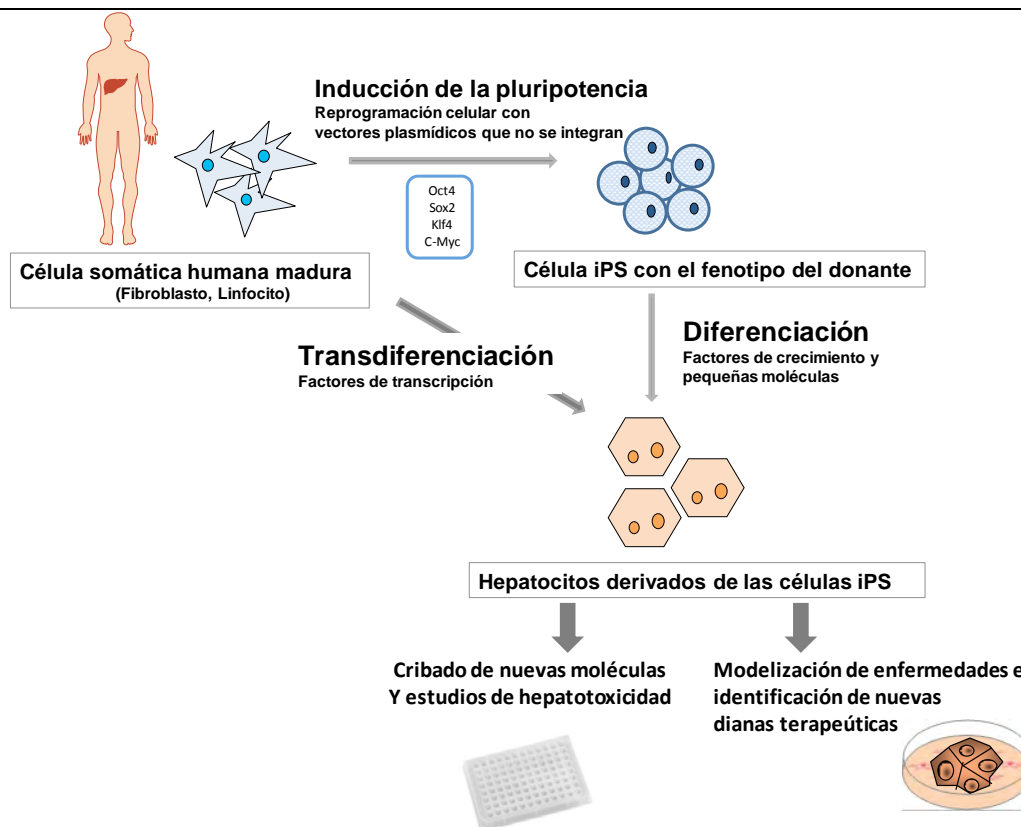 Inducción de la pluripotencia
Reprogramación celular con
vectores plasmídicos que no se integran
Oct4
Sox2
Klf4
C-Myc
Célula somática humana madura
(Fibroblasto, Linfocito)
Célula iPS con el fenotipo del donante
Transdiferenciación
Factores de transcripción
Diferenciación
Factores de crecimiento y
pequeñas moléculas
Hepatocitos derivados de las células iPS
Cribado de nuevas moléculas
Y estudios de hepatotoxicidad
Modelización de enfermedades e
identificación de nuevas
dianas terapeúticas